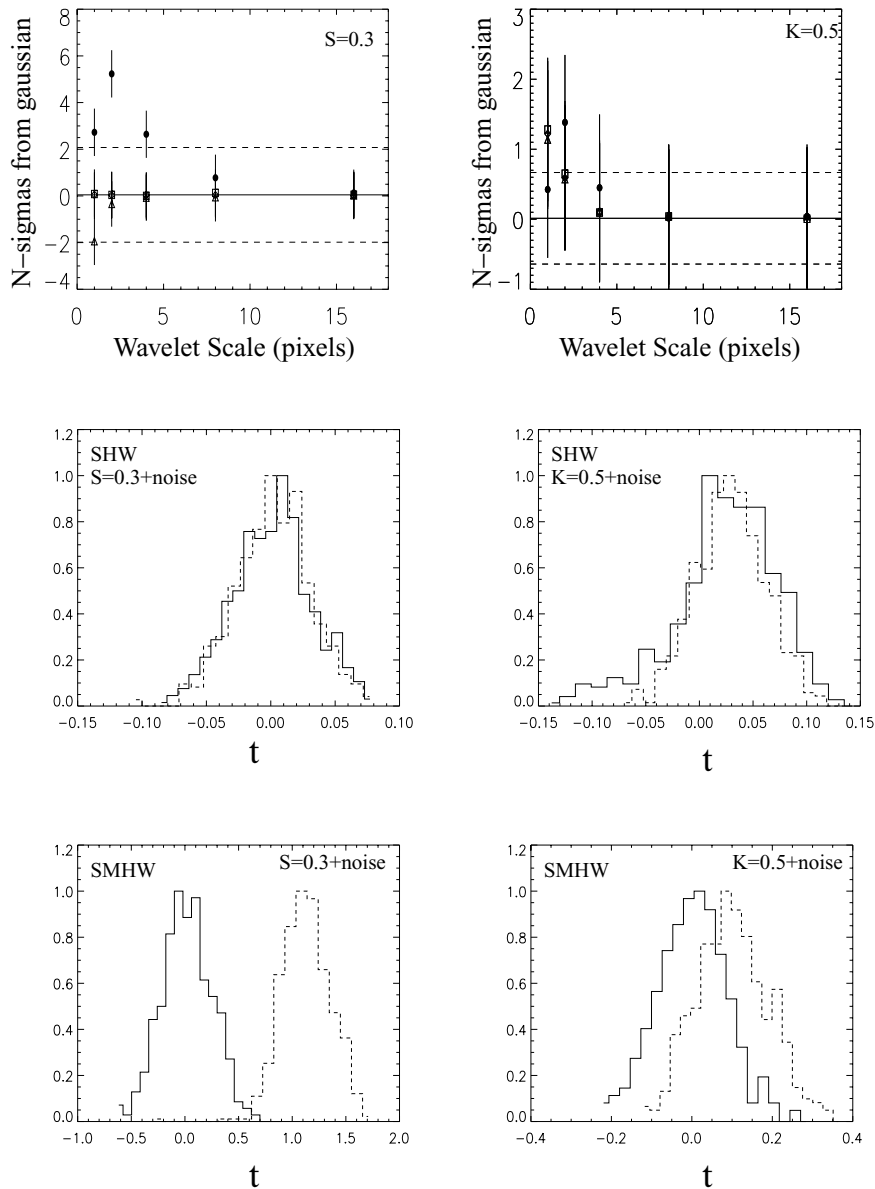 N−sigmas from gaussian
8
6
4
2
0
−2
−4
S=0.3
0 5 10 15
Wavelet Scale (pixels)
N−sigmas from gaussian
3
2
1
0
−1
K=0.5
0 5 10 15
Wavelet Scale (pixels)
1.2
1.0
0.8
0.6
0.4
0.2
0.0
SHW
S=0.3+noise
−0.15 −0.10 −0.05 0.00 0.05 0.10
t
1.2
1.0
0.8
0.6
0.4
0.2
0.0
SHW
K=0.5+noise
−0.15 −0.10 −0.05 0.00 0.05 0.10 0.15
t
1.2
1.0
0.8
0.6
0.4
0.2
0.0
SMHW
S=0.3+noise
−1.0 −0.5 0.0 0.5 1.0 1.5 2.0
t
1.2
1.0
0.8
0.6
0.4
0.2
0.0
SMHW
K=0.5+noise
−0.4 −0.2 0.0 0.2 0.4
t